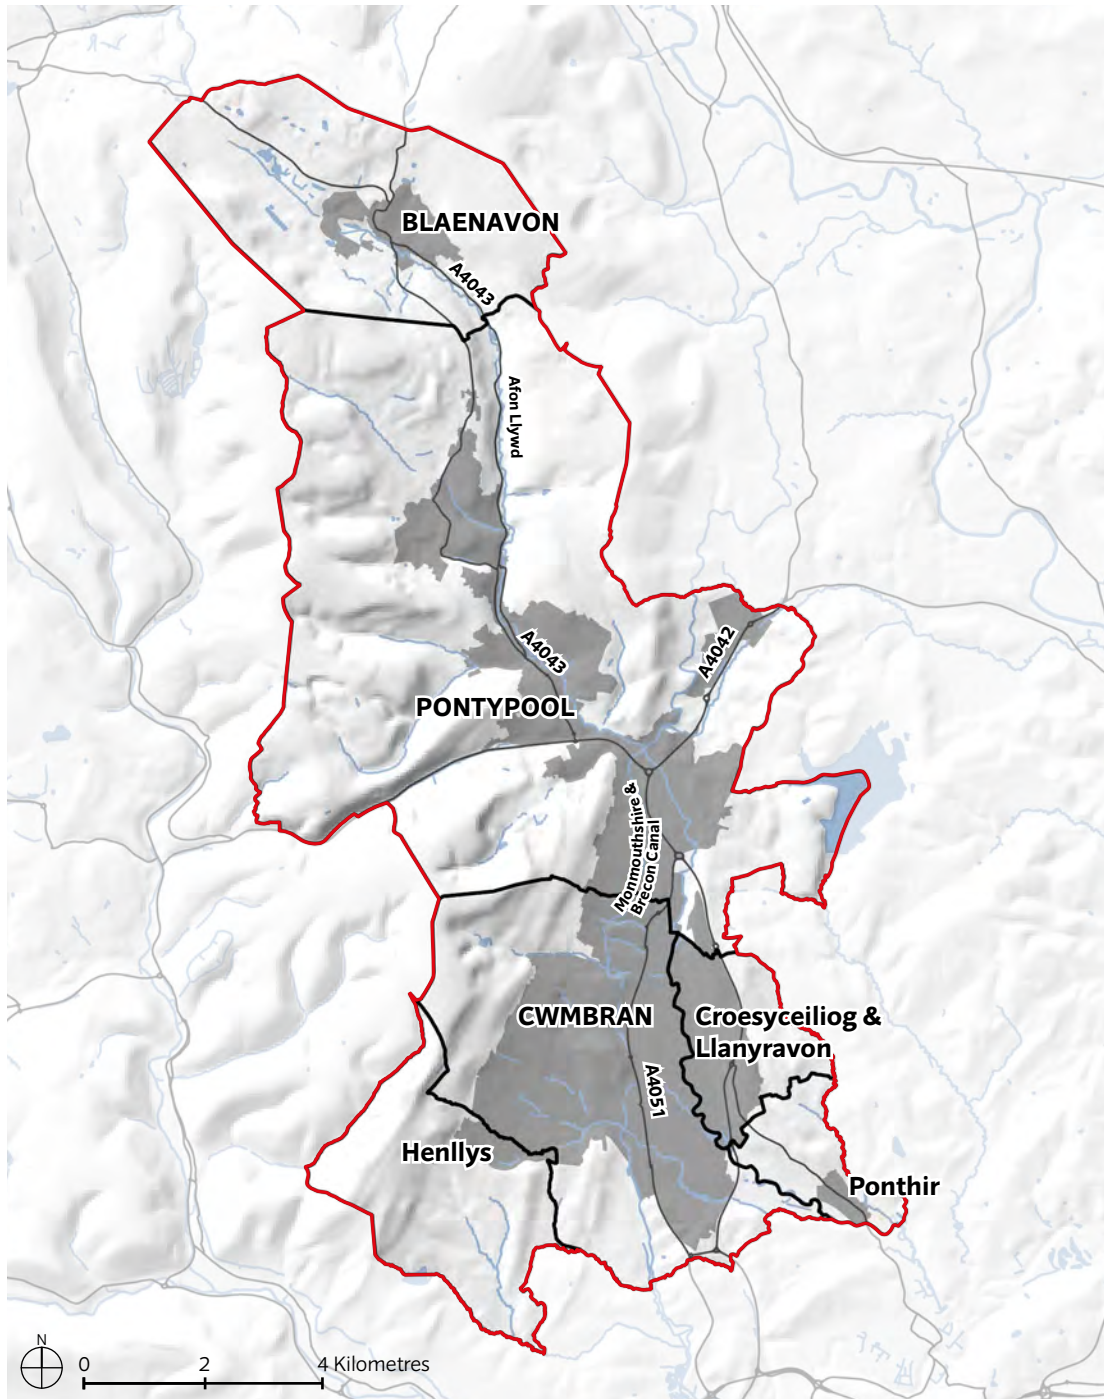 BLAENAVON
A4043
Afon Llywd
A4043
A4042
PONTYPOOL
Monmouthshire &
Brecon Canal
CWMBRAN
Croesyceiliog &
Llanyravon
A4051
Henllys
Ponthir
N
0 2 4 Kilometres